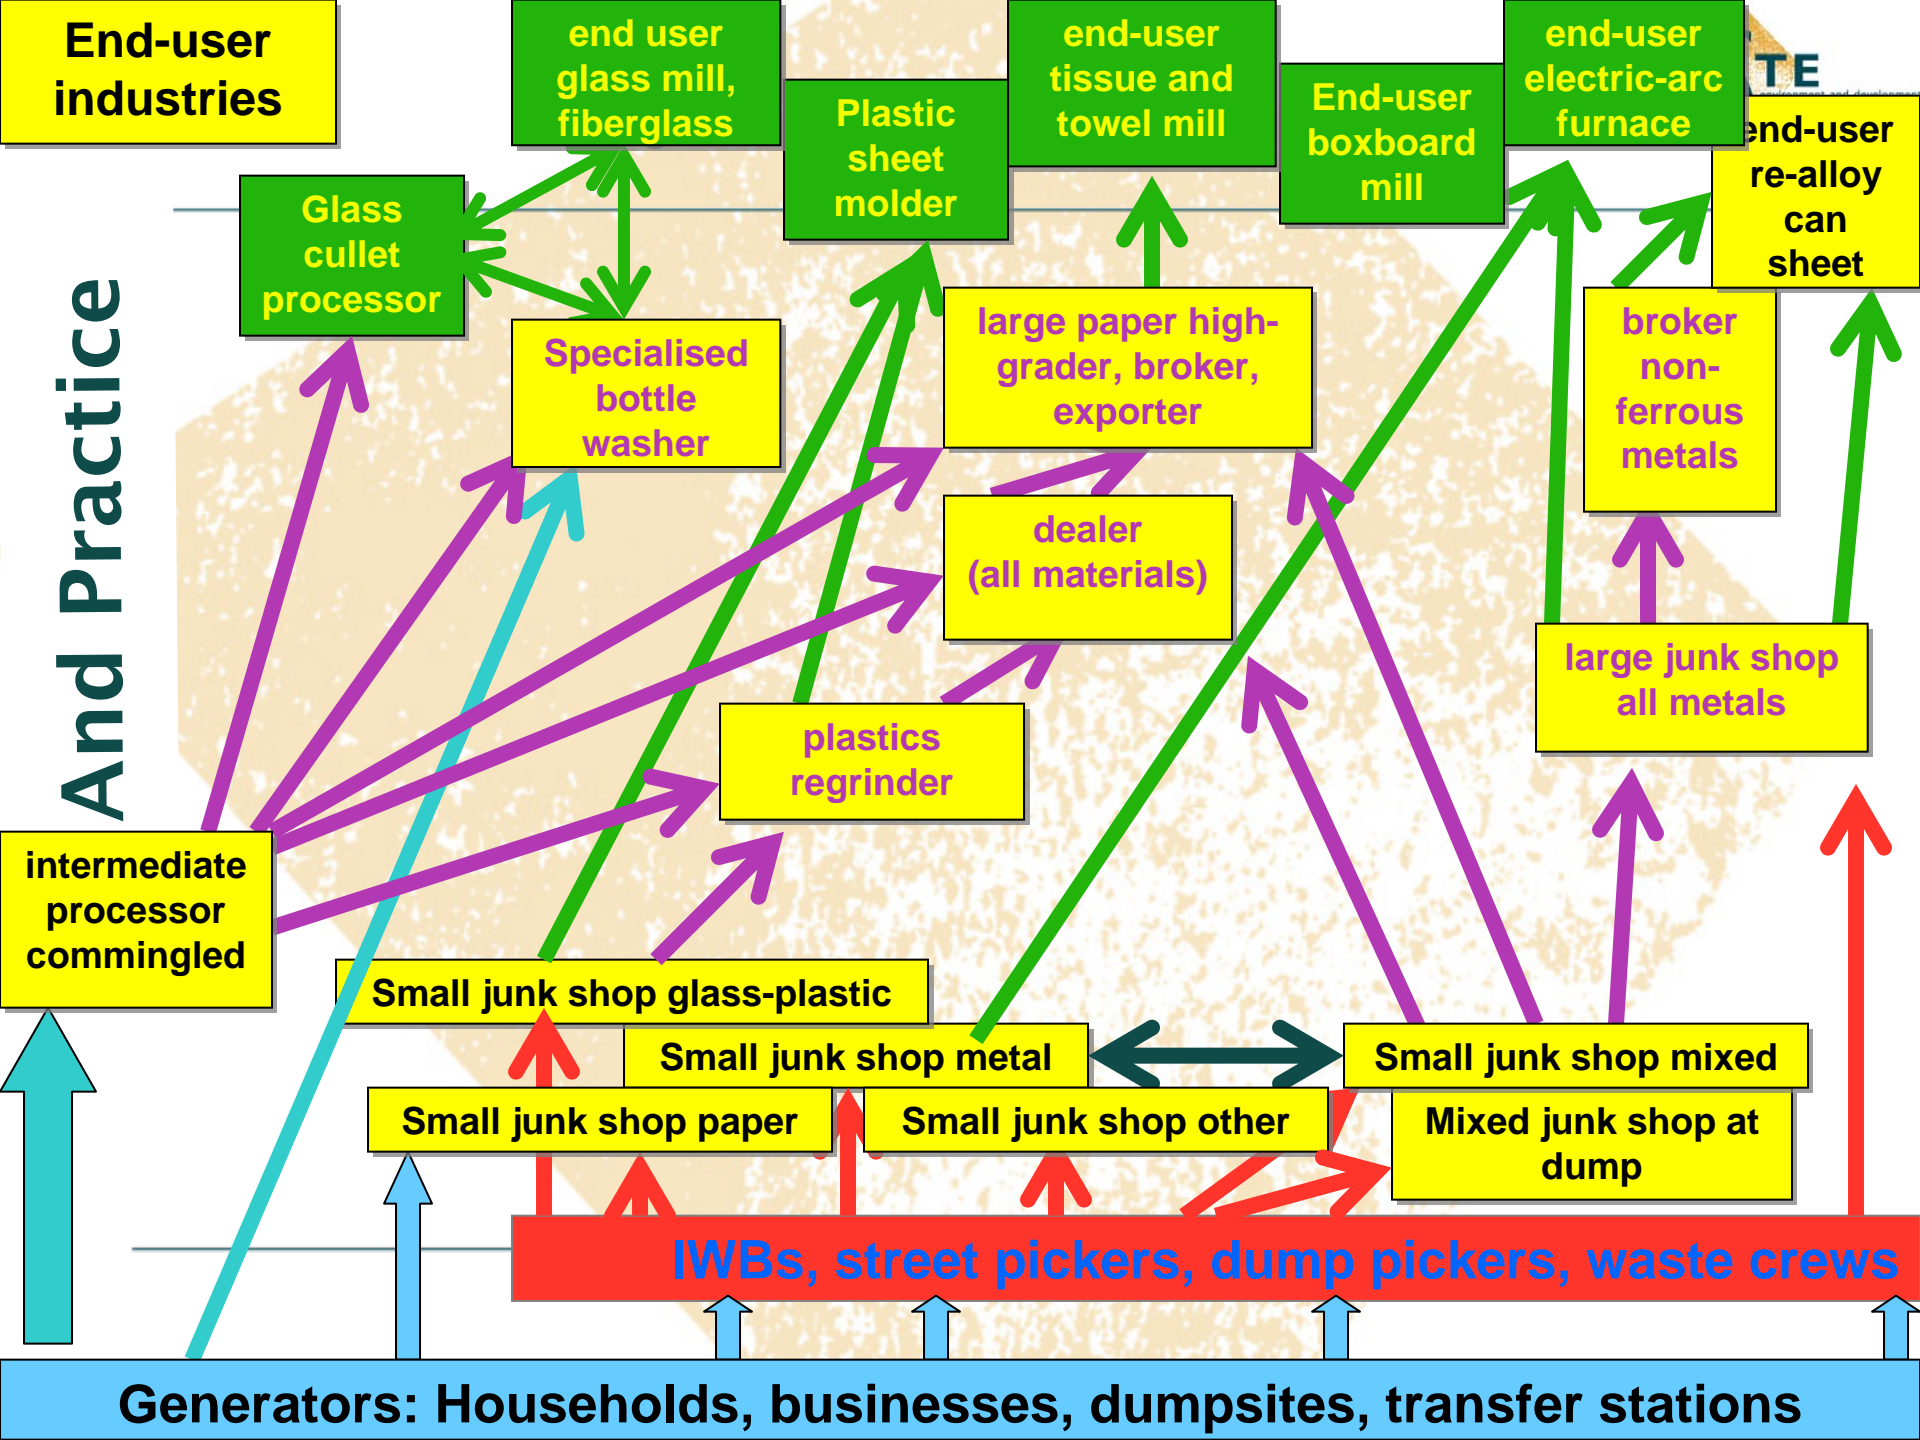 End-user
industries
end user
glass mill,
fiberglass
Plastic
sheet
molder
end-user
tissue and
towel mill
End-user
boxboard
mill
end-user
electric-arc
furnace
TE
end-user
re-alloy
can
sheet
Glass
cullet
processor
Specialised
bottle
washer
large paper high-
grader, broker,
exporter
broker
non-
ferrous
metals
dealer
(all materials)
large junk shop
all metals
plastics
regrinder
And Practice
intermediate
processor
commingled
Small junk shop glass-plastic
Small junk shop metal
Small junk shop mixed
Small junk shop paper
Small junk shop other
Mixed junk shop at
dump
IWBs, street pickers, dump pickers, waste crews
Generators: Households, businesses, dumpsites, transfer stations